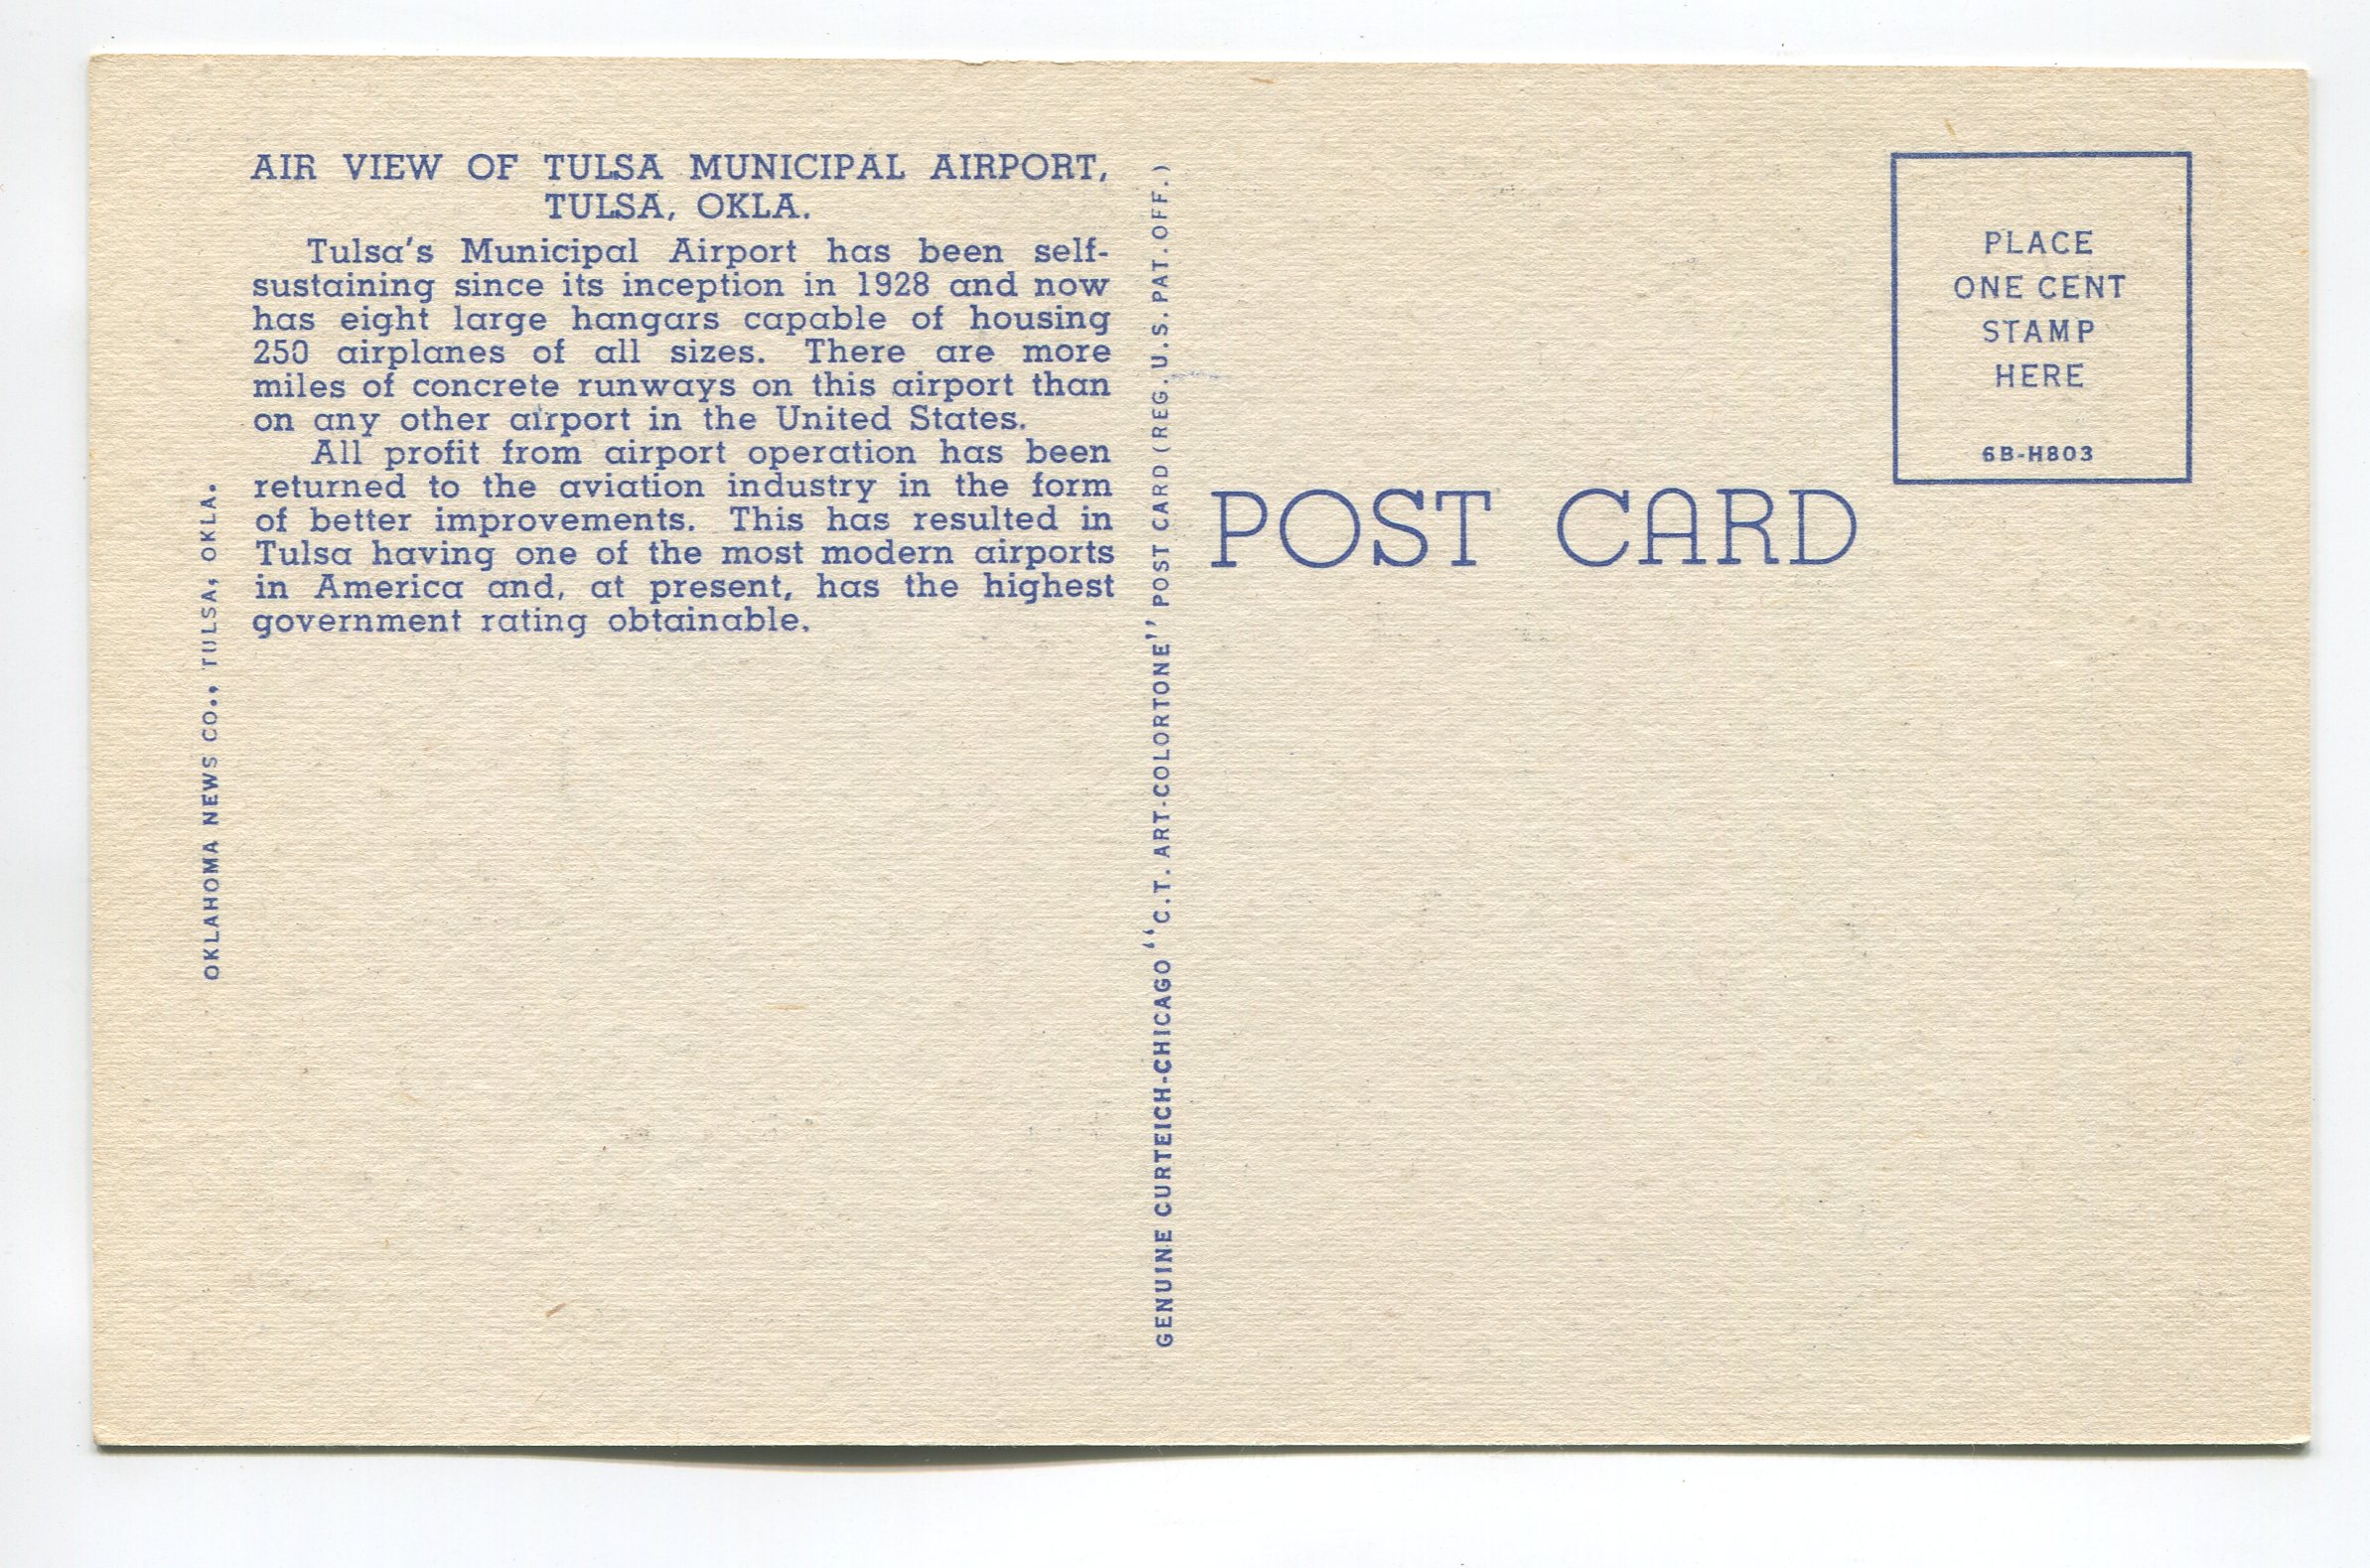 AIR VIEW OF TULSA MUNICIPAL AIRPORT,
TULSA, OKLA.
Tulsa's Municipal Airport has been self-
sustaining since its inception in 1928 and now
has eight large hangars capable of housing
250 airplanes of all sizes. There are more
miles of concrete runways on this airport than
on any other airport in the United States.
All profit from airport operation has been
returned to the aviation industry in the form
of better improvements. This has resulted in
Tulsa having one of the most modern airports
in America and, at present, has the highest
government rating obtainable.
OKLAHOMA NEWS CO., TULSA, OKLA.
GENUINE CURTEICH-CHICAGO "C.T. ART-COLORTONE" POST CARD (REG. U.S. PAT. OFF.)
POST CARD
PLACE
ONE CENT
STAMP
HERE
6B-H803